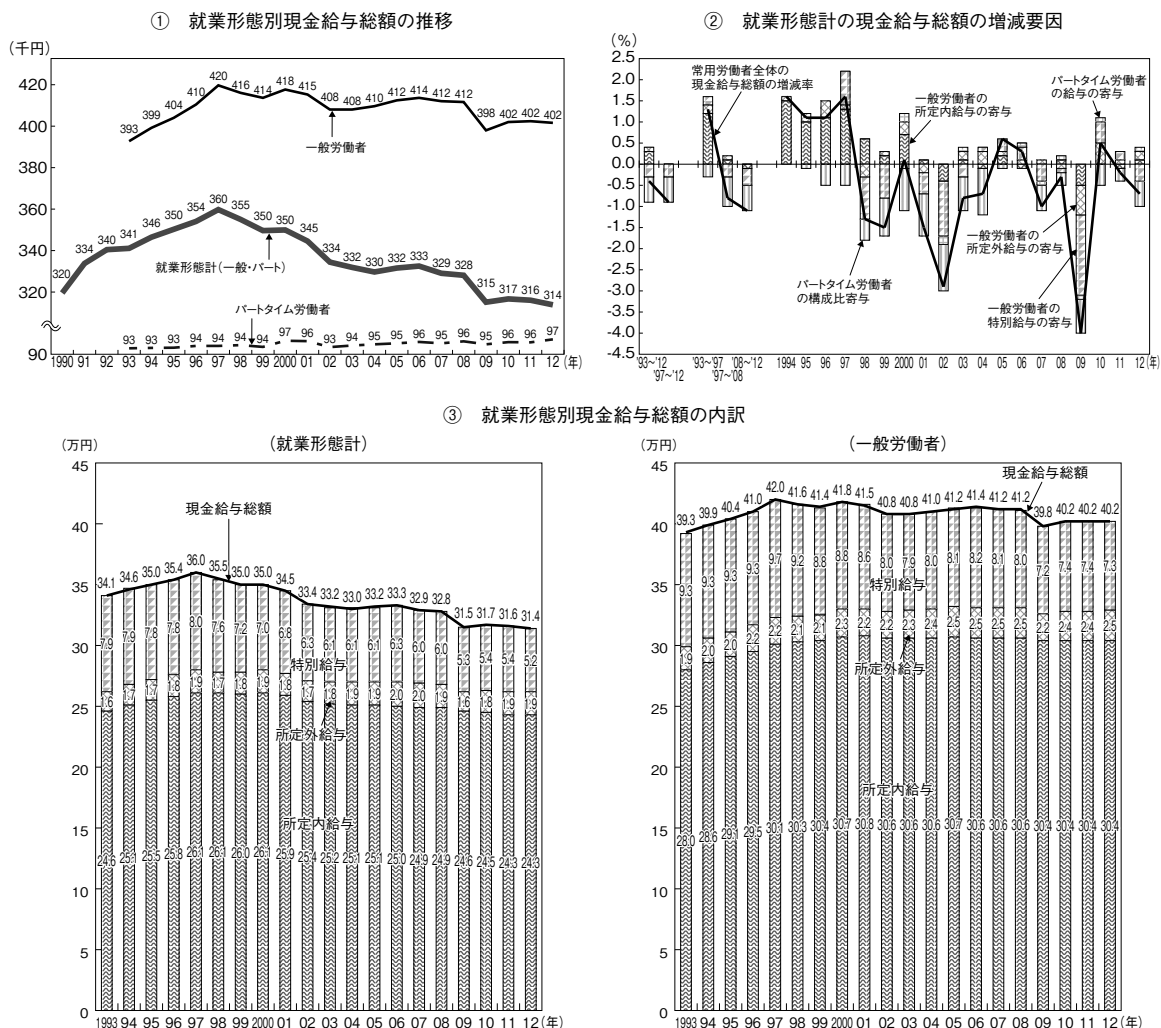 ① 就業形態別現金給与総額の推移
(千円)
420
400
380
360
340
320
90
393 399 404 410 420 416 414 418 415 408 408 410 412 414 412 412 398 402 402 402
一般労働者
320 334 340 341 346 350 354 360 355 350 350 345 334 332 330 332 333 329 328 315 317 316 314
就業形態計(一般・パート)
パートタイム労働者
93 93 93 94 94 94 94 97 96 93 94 95 95 96 95 96 95 96 96 97
1990 91 92 93 94 95 96 97 98 99 2000 01 02 03 04 05 06 07 08 09 10 11 12 (年)
② 就業形態計の現金給与総額の増減要因
(%)
2.5
2.0
1.5
1.0
0.5
0.0
-0.5
-1.0
-1.5
-2.0
-2.5
-3.0
-3.5
-4.0
-4.5
常用労働者全体の
現金給与総額の増減率
一般労働者の
所定内給与の寄与
パートタイム労働者
の給与の寄与
一般労働者の
所定外給与の寄与
パートタイム労働者
の構成比寄与
一般労働者の
特別給与の寄与
'93~'12 '93~'97 '08~'12 1994 95 96 97 98 99 2000 01 02 03 04 05 06 07 08 09 10 11 12 (年)
'97~'12 '97~'08
③ 就業形態別現金給与総額の内訳
(就業形態計)
(万円)
45
40
35
30
25
20
15
10
5
0
現金給与総額
34.1 34.6 35.0 35.4 36.0 35.5 35.0 35.0 34.5 33.4 33.2 33.0 33.2 33.3 32.9 32.8 31.5 31.7 31.6 31.4
7.9 7.9 7.8 7.8 8.0 7.6 7.2 7.0 6.8 6.3 6.1 6.1 6.1 6.3 6.0 6.0 5.3 5.4 5.4 5.2
特別給与
1.6 1.7 1.7 1.8 1.9 1.7 1.8 1.9 1.8 1.7 1.8 1.9 1.9 2.0 2.0 1.9 1.6 1.8 1.9 1.9
所定外給与
所定内給与
24.6 25.1 25.5 25.8 26.1 26.1 26.0 26.1 25.9 25.4 25.2 25.1 25.1 25.0 24.9 24.9 24.6 24.5 24.3 24.3
1993 94 95 96 97 98 99 2000 01 02 03 04 05 06 07 08 09 10 11 12 (年)
(一般労働者)
(万円)
45
40
35
30
25
20
15
10
5
0
現金給与総額
39.3 39.9 40.4 41.0 42.0 41.6 41.4 41.8 41.5 40.8 40.8 41.0 41.2 41.4 41.2 41.2 39.8 40.2 40.2 40.2
9.3 9.3 9.3 9.3 9.7 9.2 8.8 8.8 8.6 8.0 7.9 8.0 8.1 8.2 8.1 8.0 7.2 7.4 7.4 7.3
特別給与
1.9 2.0 2.0 2.2 2.2 2.1 2.1 2.3 2.2 2.2 2.3 2.4 2.5 2.5 2.5 2.5 2.2 2.4 2.4 2.5
所定外給与
所定内給与
28.0 28.6 29.1 29.5 30.1 30.3 30.4 30.7 30.8 30.6 30.6 30.6 30.7 30.6 30.6 30.6 30.4 30.4 30.4 30.4
1993 94 95 96 97 98 99 2000 01 02 03 04 05 06 07 08 09 10 11 12 (年)